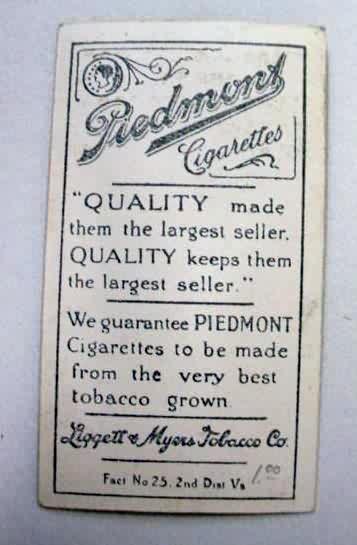 Piedmont
Cigarettes
"QUALITY made
them the largest seller.
QUALITY keeps them
the largest seller."
We guarantee PIEDMONT
Cigarettes to be made
from the very best
tobacco grown.
Liggett & Myers Tobacco Co.
Fact No 25, 2nd Dist Va
1.00